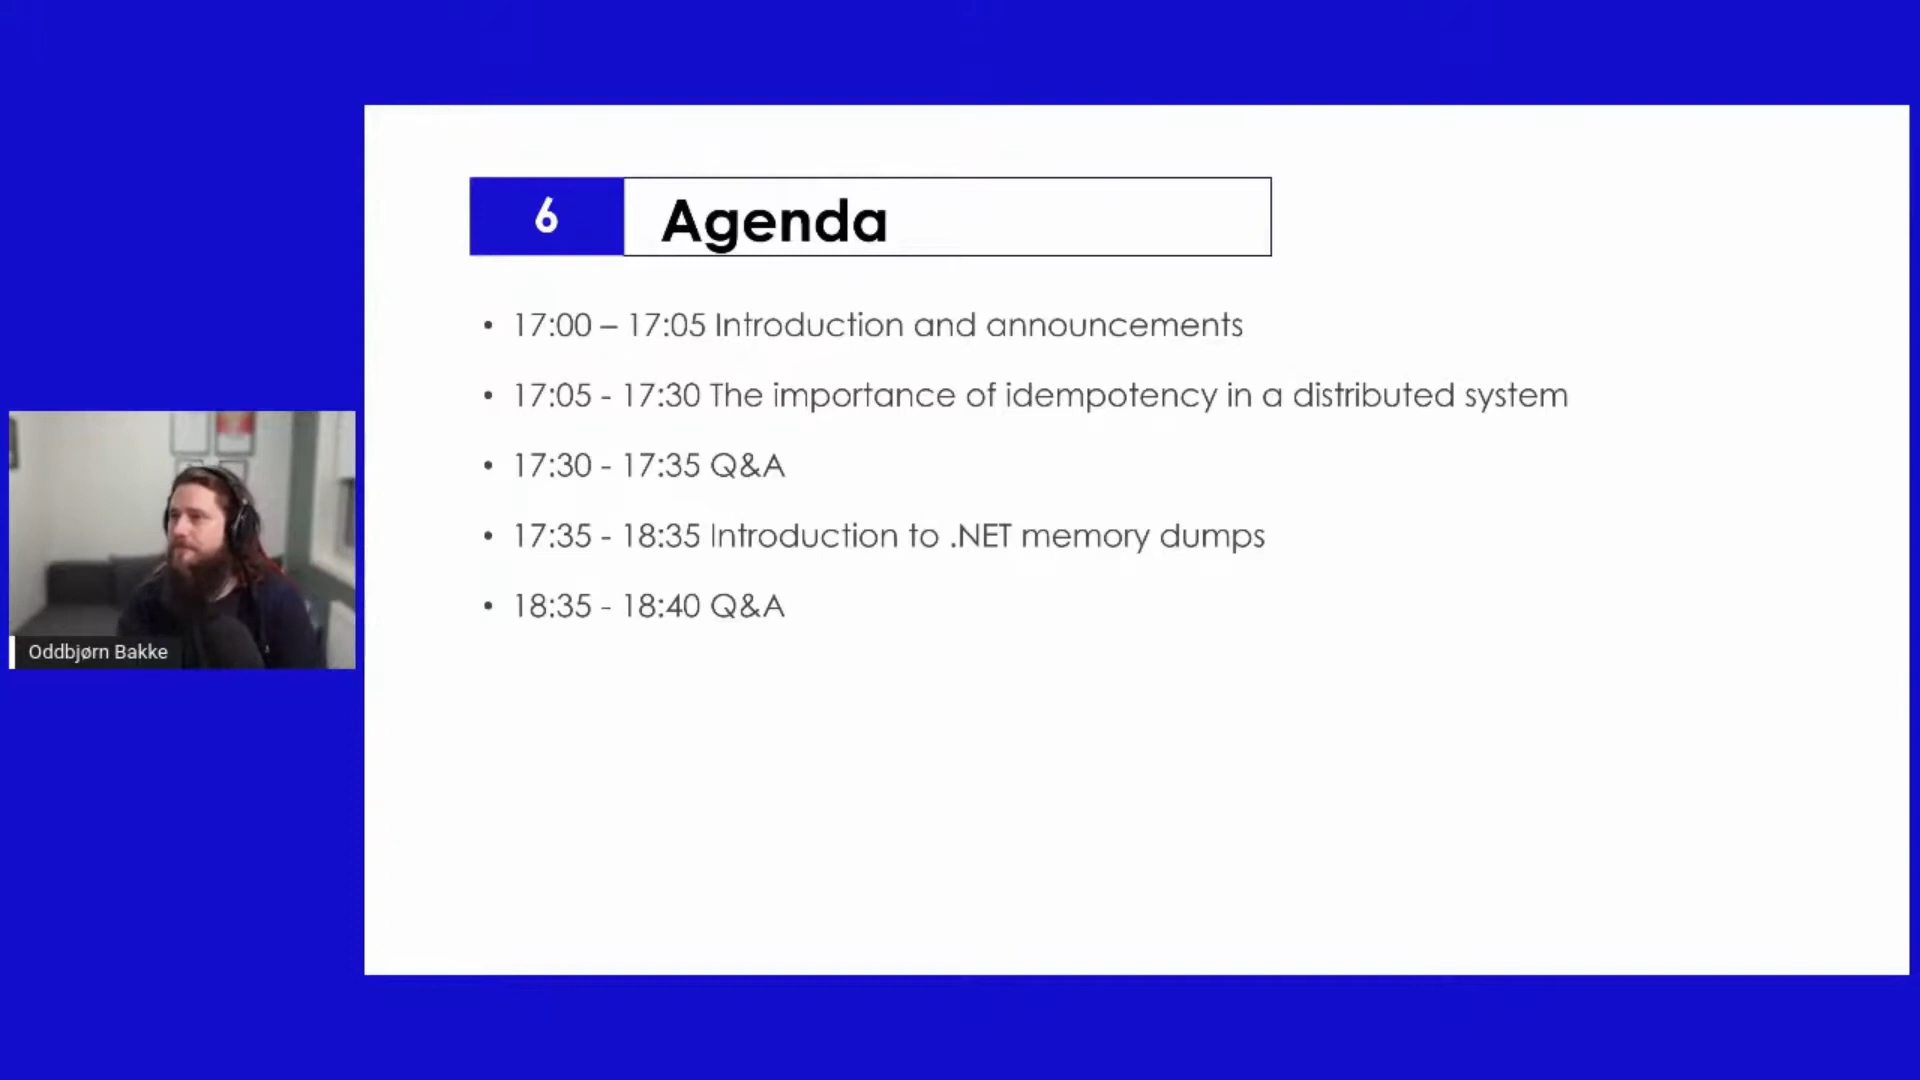 6
Agenda
• 17:00 – 17:05 Introduction and announcements
• 17:05 - 17:30 The importance of idempotency in a distributed system
• 17:30 - 17:35 Q&A
• 17:35 - 18:35 Introduction to .NET memory dumps
• 18:35 - 18:40 Q&A
Oddbjørn Bakke